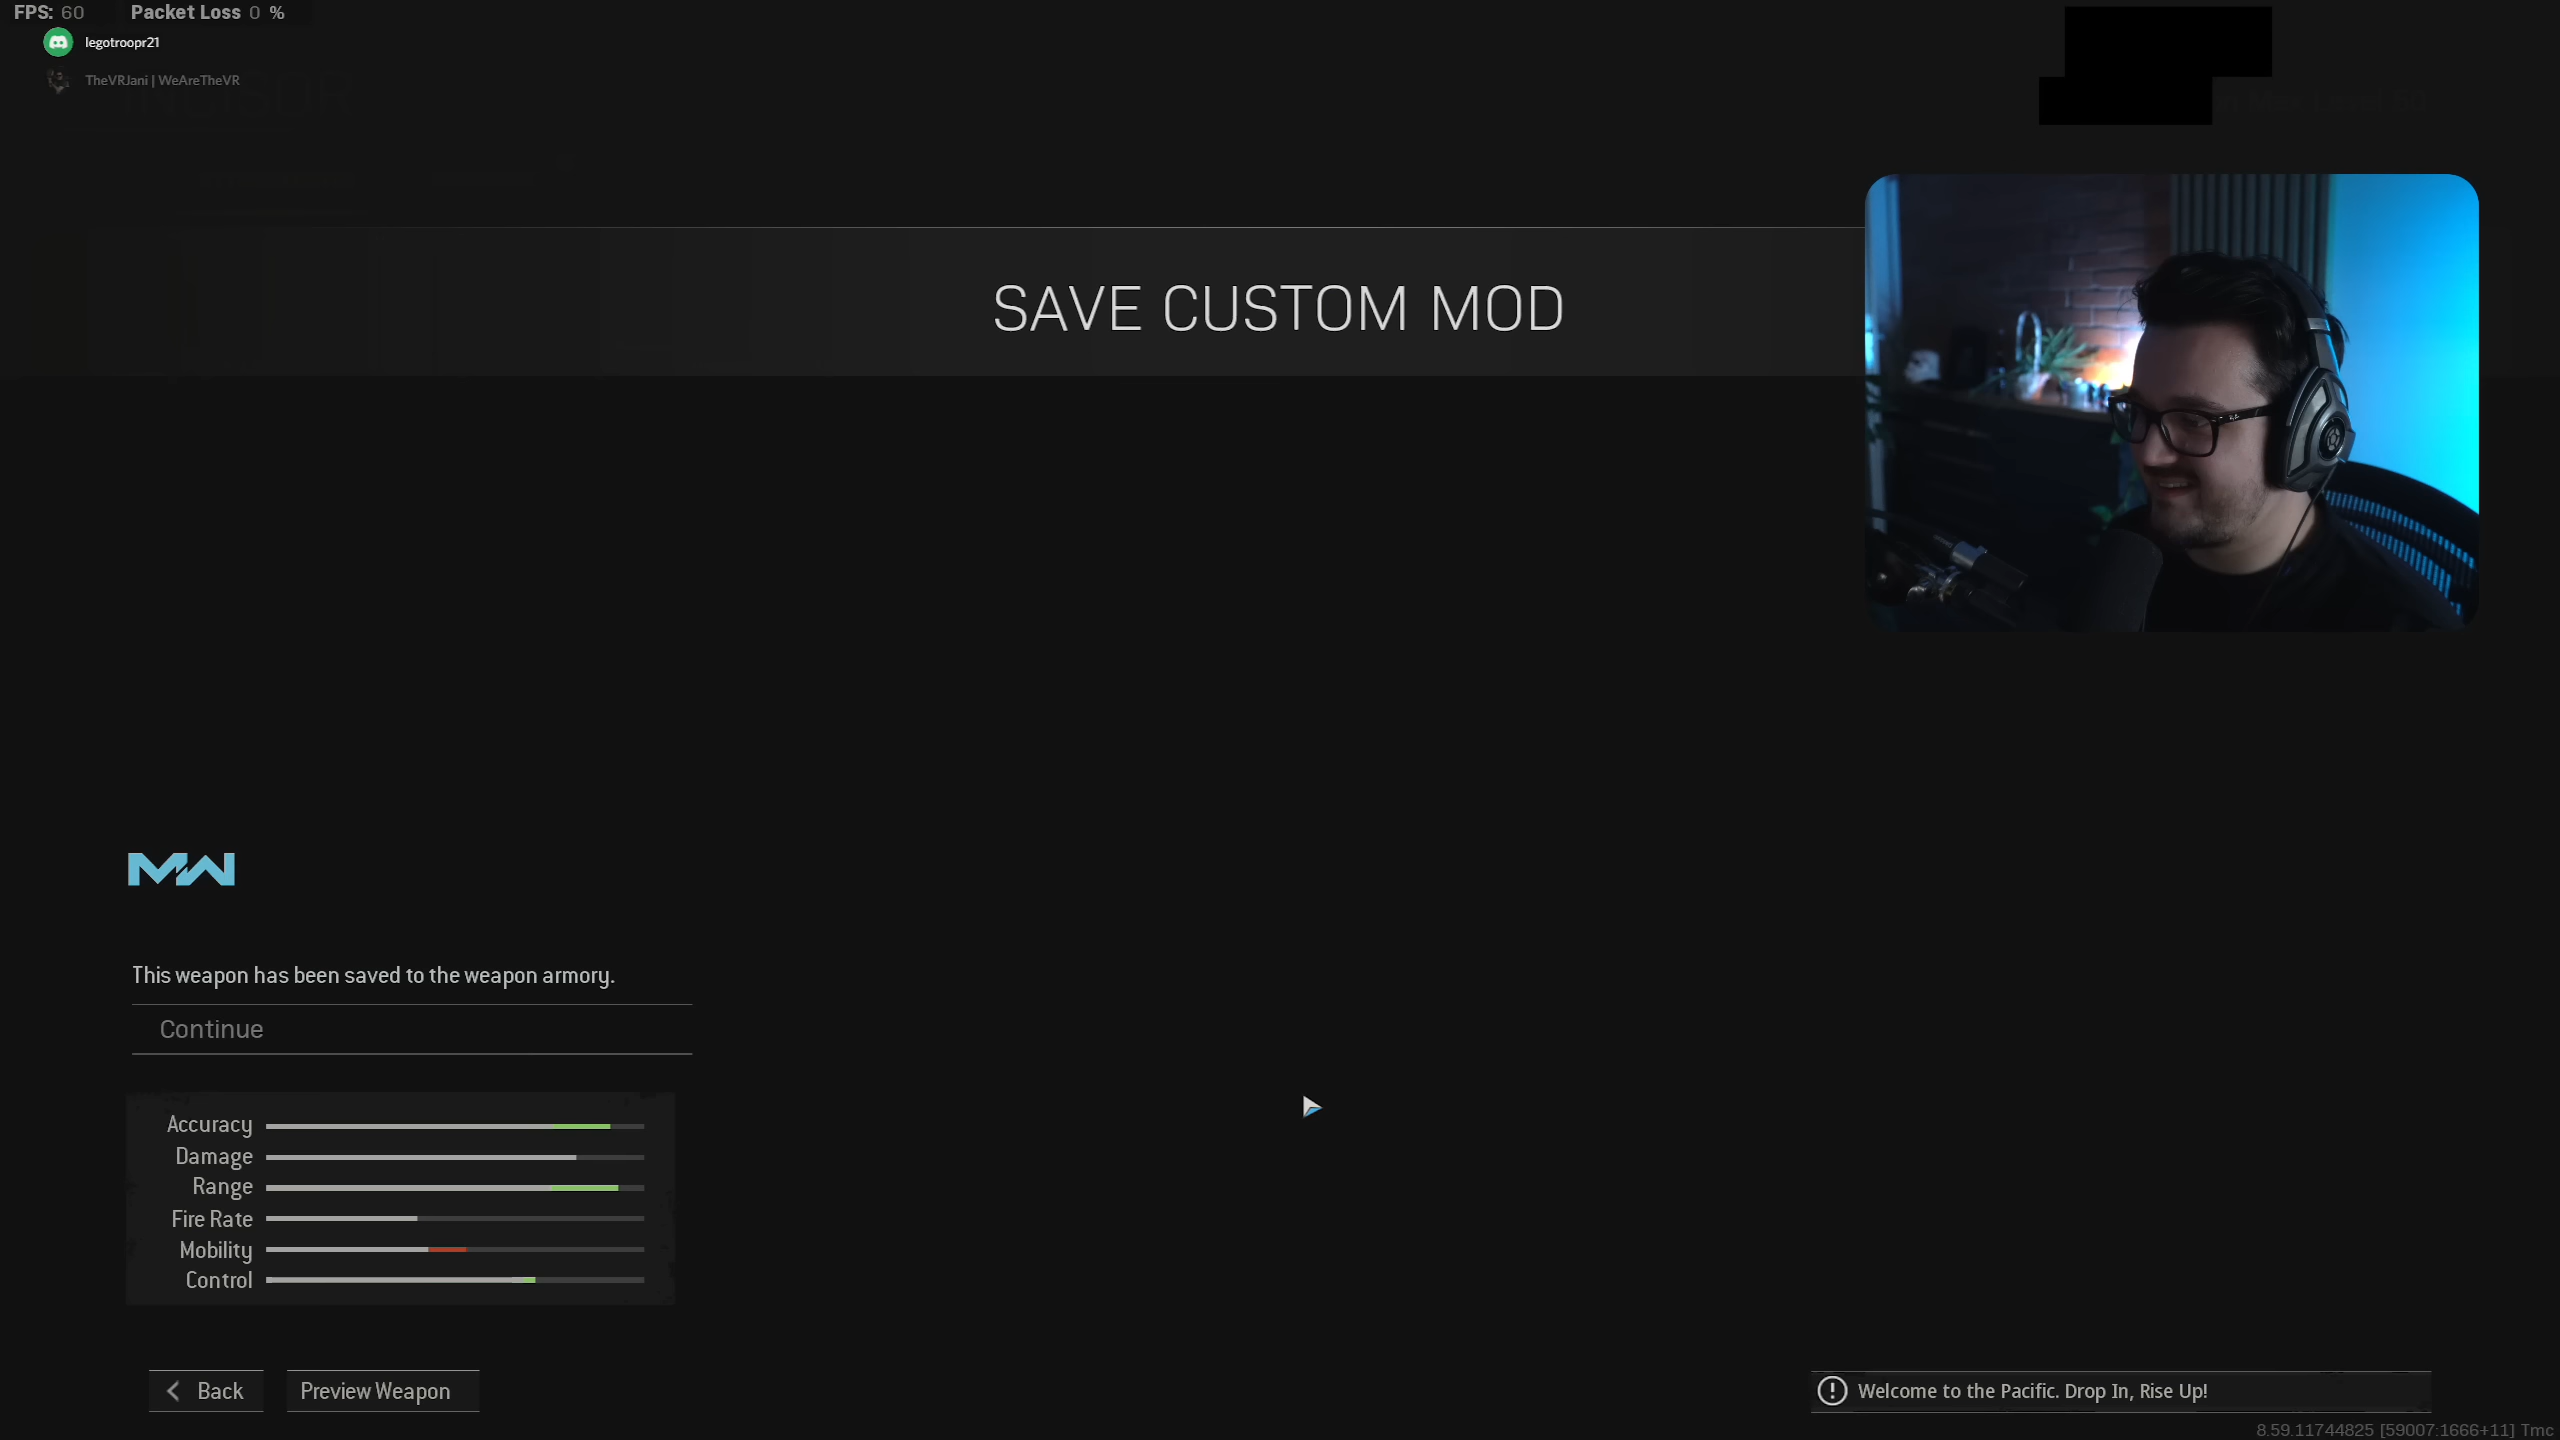 FPS: 60 Packet Loss 0 %
legotroopr21
TheVRJani | WeAreTheVR
SAVE CUSTOM MOD
MW
This weapon has been saved to the weapon armory.
Continue
Accuracy
Damage
Range
Fire Rate
Mobility
Control
Back
Preview Weapon
Welcome to the Pacific. Drop In, Rise Up!
8.59.11744825 [59007:1666+11] Tmc